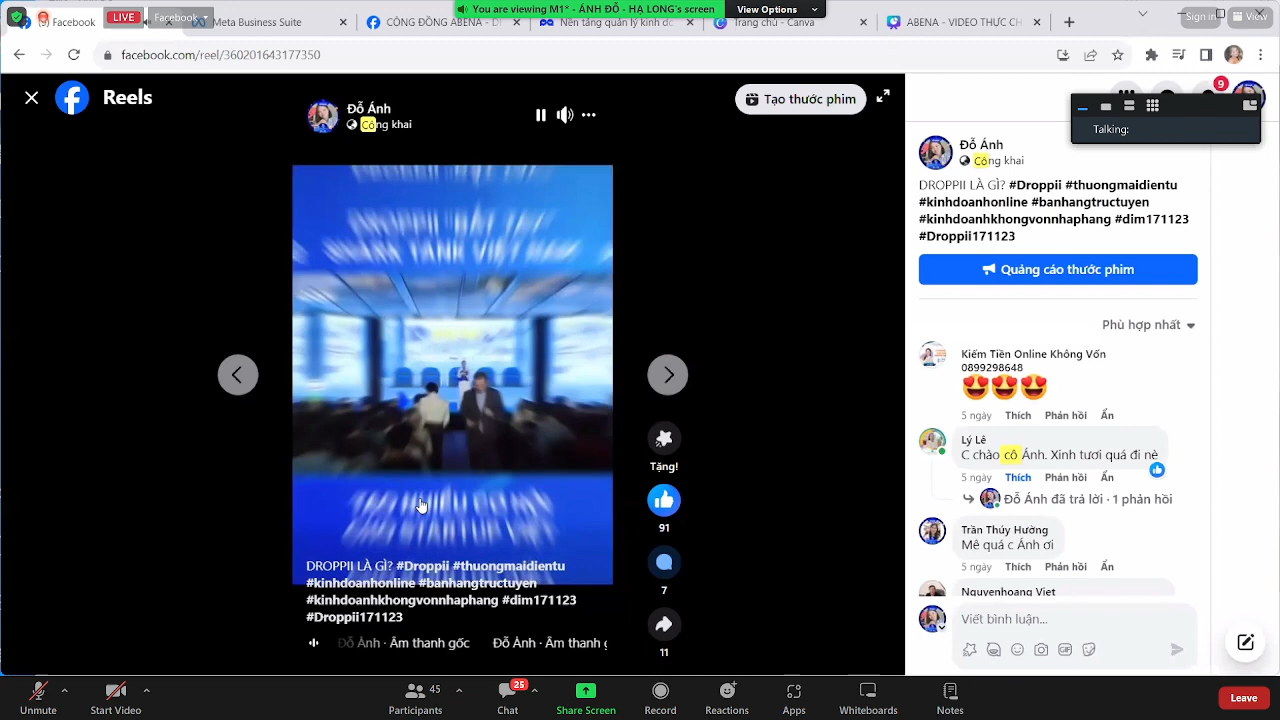 (5) Facebook
LIVE
Facebook
Meta Business Suite
CỘNG ĐỒNG ABENA - DI
Nền tảng quản lý kinh dc
Trang chủ - Canva
ABENA - VIDEO THỰC CH
You are viewing M1* - ÁNH ĐỖ - HẠ LONG's screen
View Options
Sign in
View
facebook.com/reel/360201643177350
Reels
Đỗ Ánh
Công khai
Tạo thước phim
9
Talking:
Đỗ Ánh
Công khai
DROPPII LÀ GÌ? #Droppii #thuongmaidientu
#kinhdoanhonline #banhangtructuyen
#kinhdoanhkhongvonnhaphang #dim171123
#Droppii171123
Quảng cáo thước phim
Phù hợp nhất
Kiếm Tiền Online Không Vốn
0899298648
5 ngày Thích Phản hồi Ẩn
Lý Lê
C chào cô Ánh. Xinh tươi quá đi nè
5 ngày Thích Phản hồi Ẩn
Đỗ Ánh đã trả lời · 1 phản hồi
Trần Thúy Hường
Mê quá c Ánh ơi
5 ngày Thích Phản hồi Ẩn
Nguyenhoang Viet
Viết bình luận...
GIF
Tặng!
91
7
11
DROPPII LÀ GÌ? #Droppii #thuongmaidientu
#kinhdoanhonline #banhangtructuyen
#kinhdoanhkhongvonnhaphang #dim171123
#Droppii171123
Đỗ Ánh · Âm thanh gốc Đỗ Ánh · Âm thanh g
Unmute
Start Video
45
Participants
25
Chat
Share Screen
Record
Reactions
Apps
Whiteboards
Notes
Leave